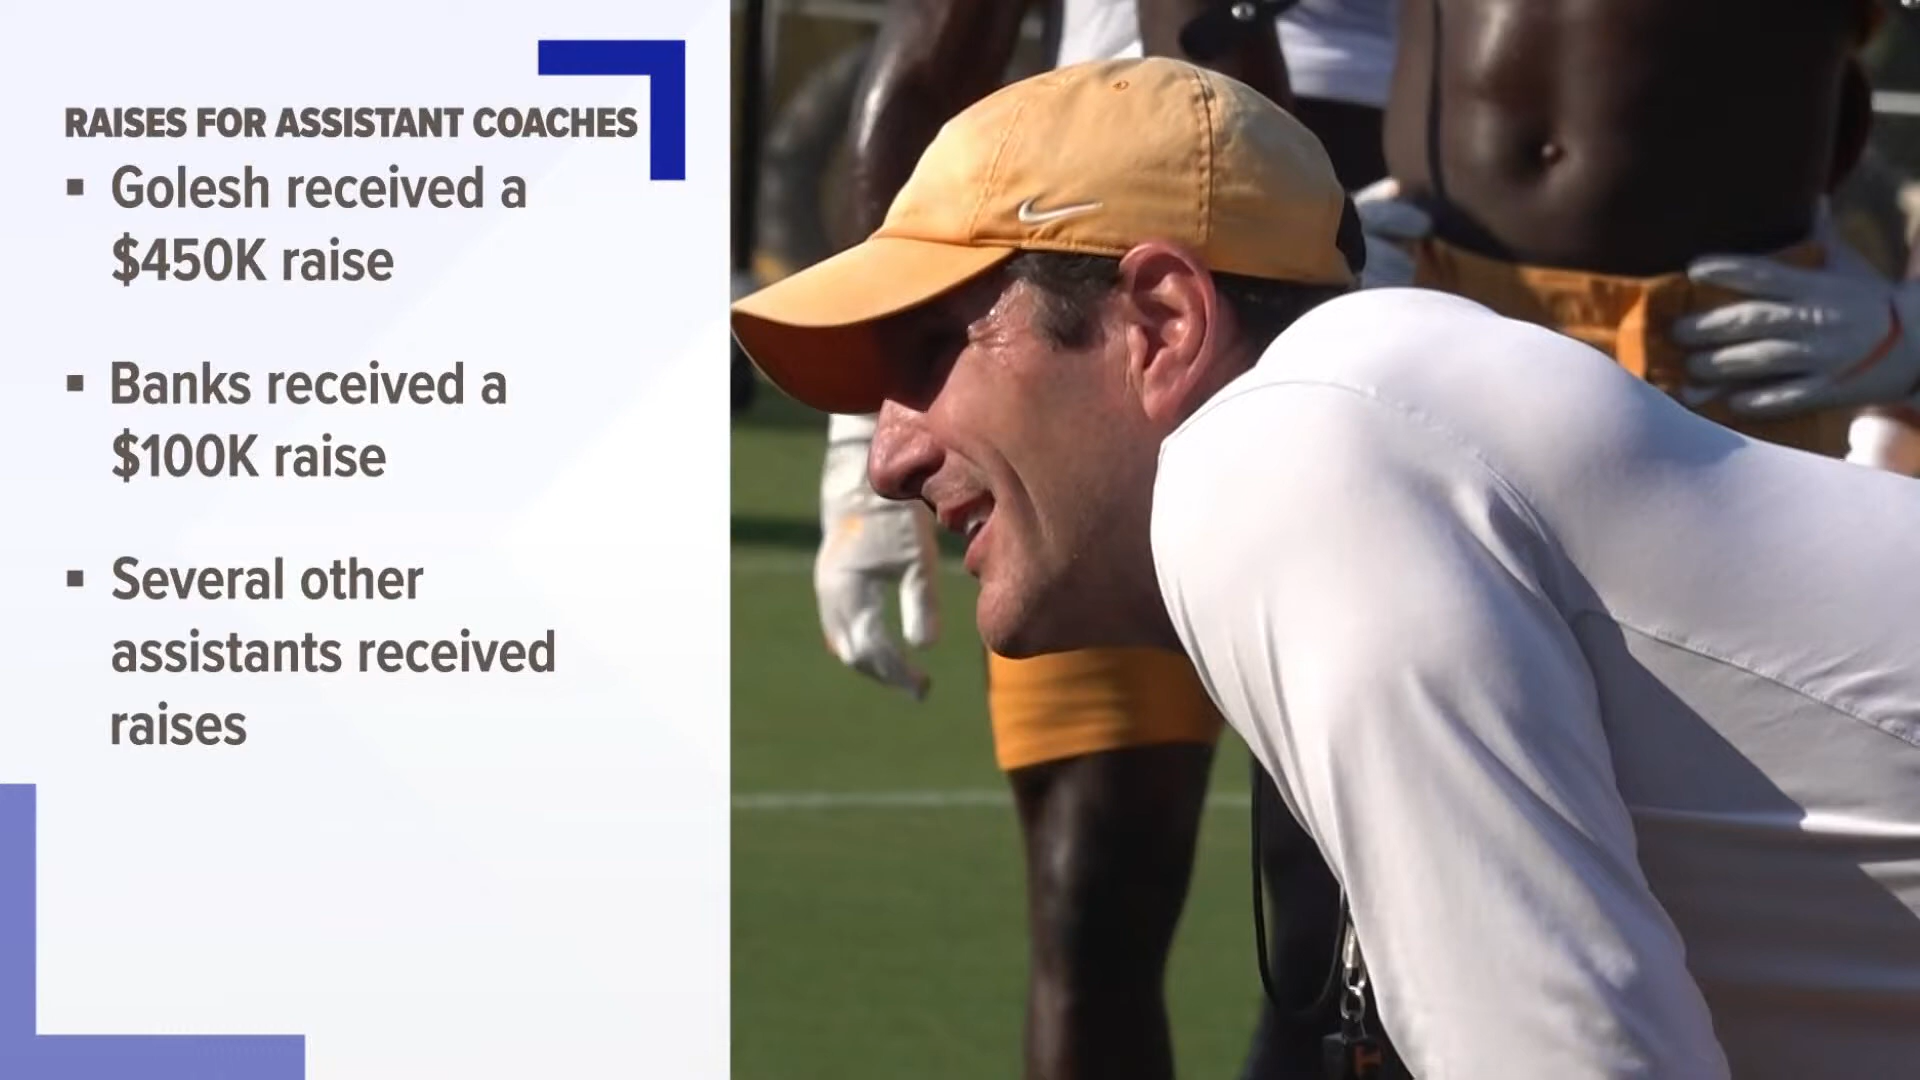 RAISES FOR ASSISTANT COACHES
▪ Golesh received a
$450K raise
▪ Banks received a
$100K raise
▪ Several other
assistants received
raises
T